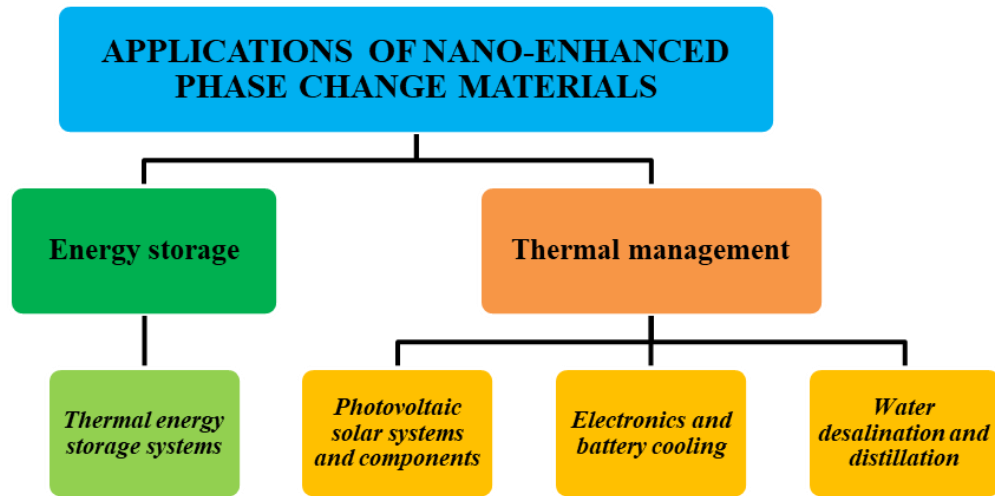 APPLICATIONS OF NANO-ENHANCED
PHASE CHANGE MATERIALS
Energy storage
Thermal management
Thermal energy
storage systems
Photovoltaic
solar systems
and components
Electronics and
battery cooling
Water
desalination and
distillation